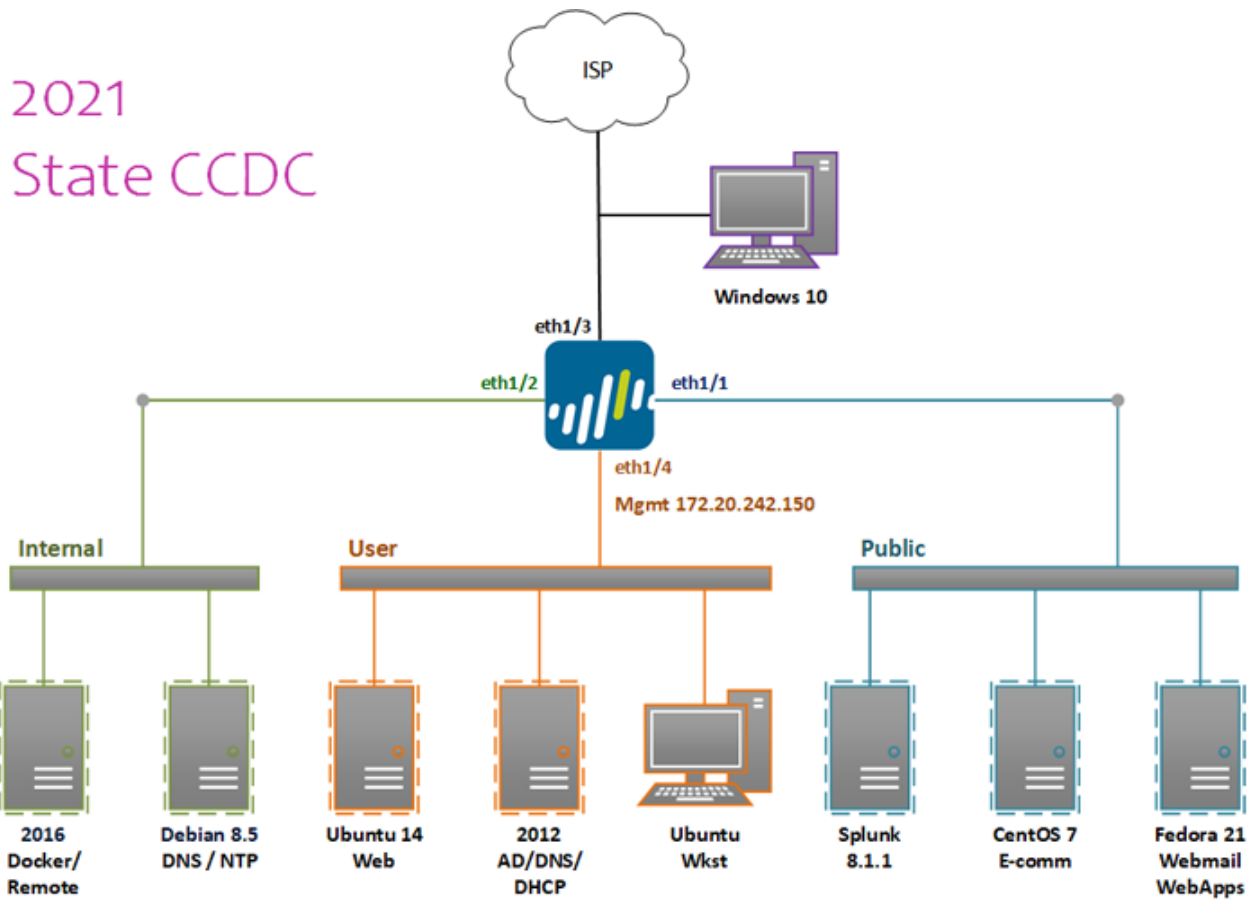 2021
State CCDC
ISP
Windows 10
eth1/3
eth1/2
eth1/1
eth1/4
Mgmt 172.20.242.150
Internal
User
Public
2016
Docker/
Remote
Debian 8.5
DNS / NTP
Ubuntu 14
Web
2012
AD/DNS/
DHCP
Ubuntu
Wkst
Splunk
8.1.1
CentOS 7
E-comm
Fedora 21
Webmail
WebApps